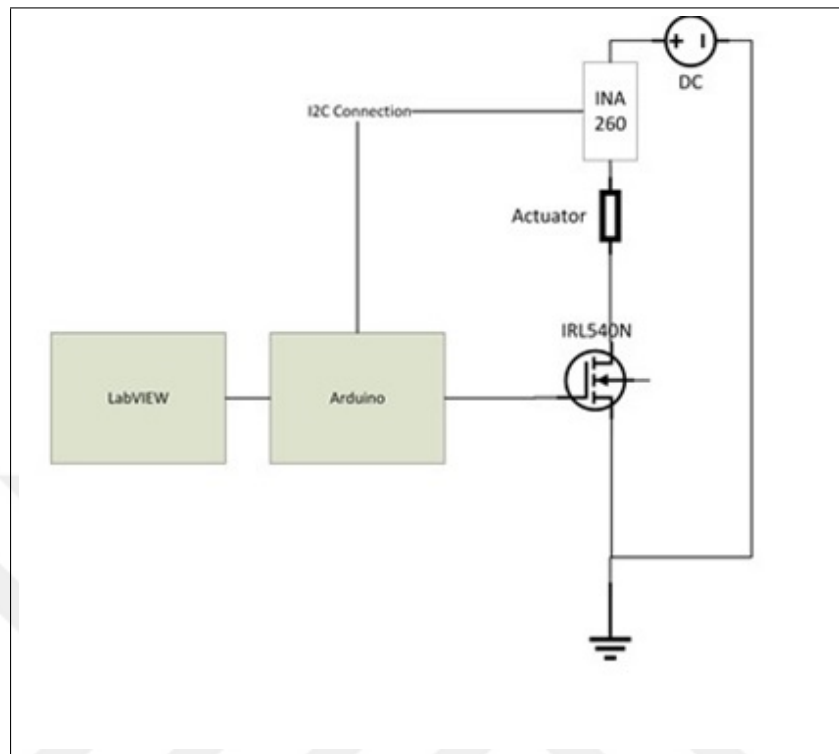 DC
INA
260
I2C Connection
Actuator
IRL540N
LabVIEW
Arduino